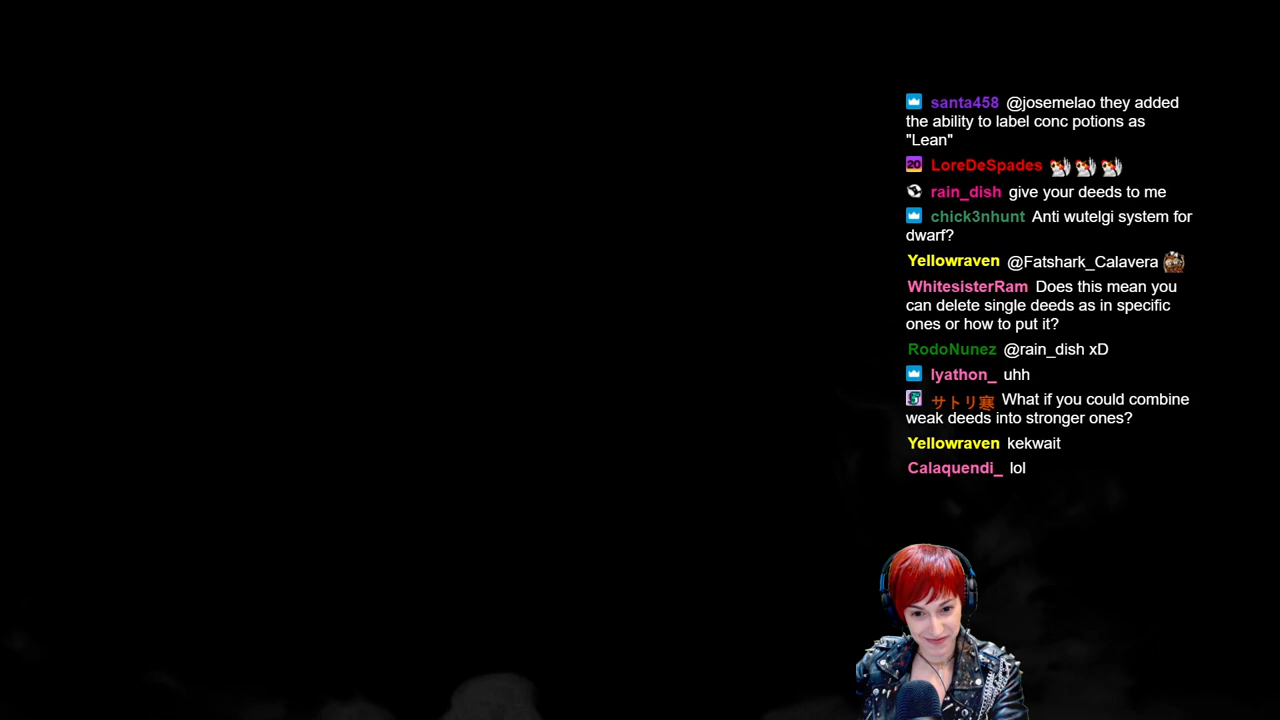 santa458 @josemelao they added
the ability to label conc potions as
"Lean"
20 LoreDeSpades
rain_dish give your deeds to me
chick3nhunt Anti wutelgi system for
dwarf?
Yellowraven @Fatshark_Calavera
WhitesisterRam Does this mean you
can delete single deeds as in specific
ones or how to put it?
RodoNunez @rain_dish xD
lyathon_ uhh
サトリ寒 What if you could combine
weak deeds into stronger ones?
Yellowraven kekwait
Calaquendi_ lol